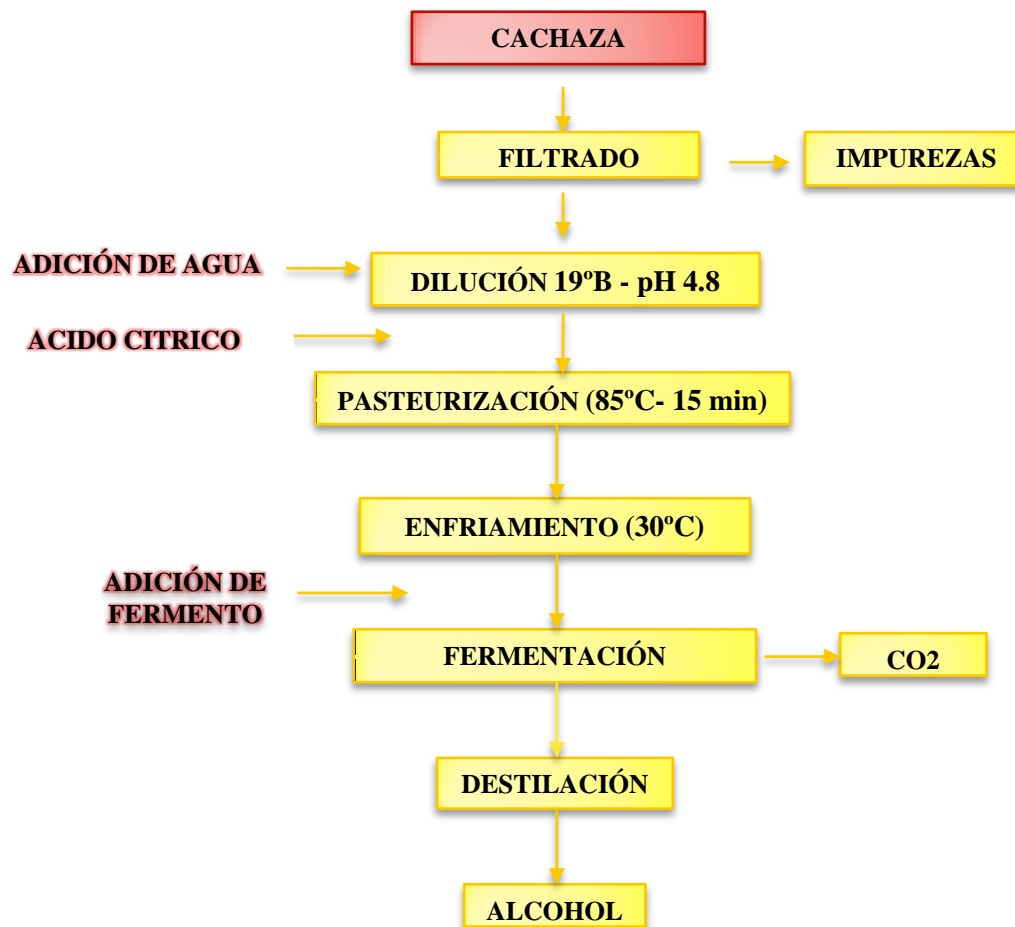 CACHAZA
FILTRADO
IMPUREZAS
ADICIÓN DE AGUA
DILUCIÓN 19ºB - pH 4.8
ACIDO CITRICO
PASTEURIZACIÓN (85ºC- 15 min)
ENFRIAMIENTO (30ºC)
ADICIÓN DE
FERMENTO
FERMENTACIÓN
CO2
DESTILACIÓN
ALCOHOL